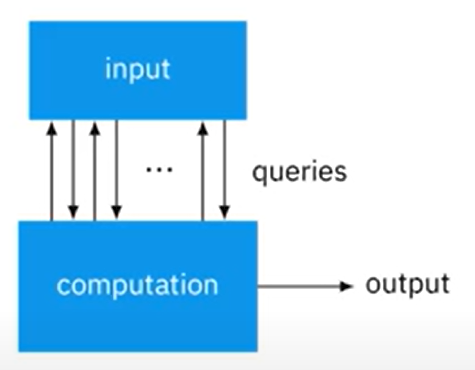 input
...
queries
computation
output